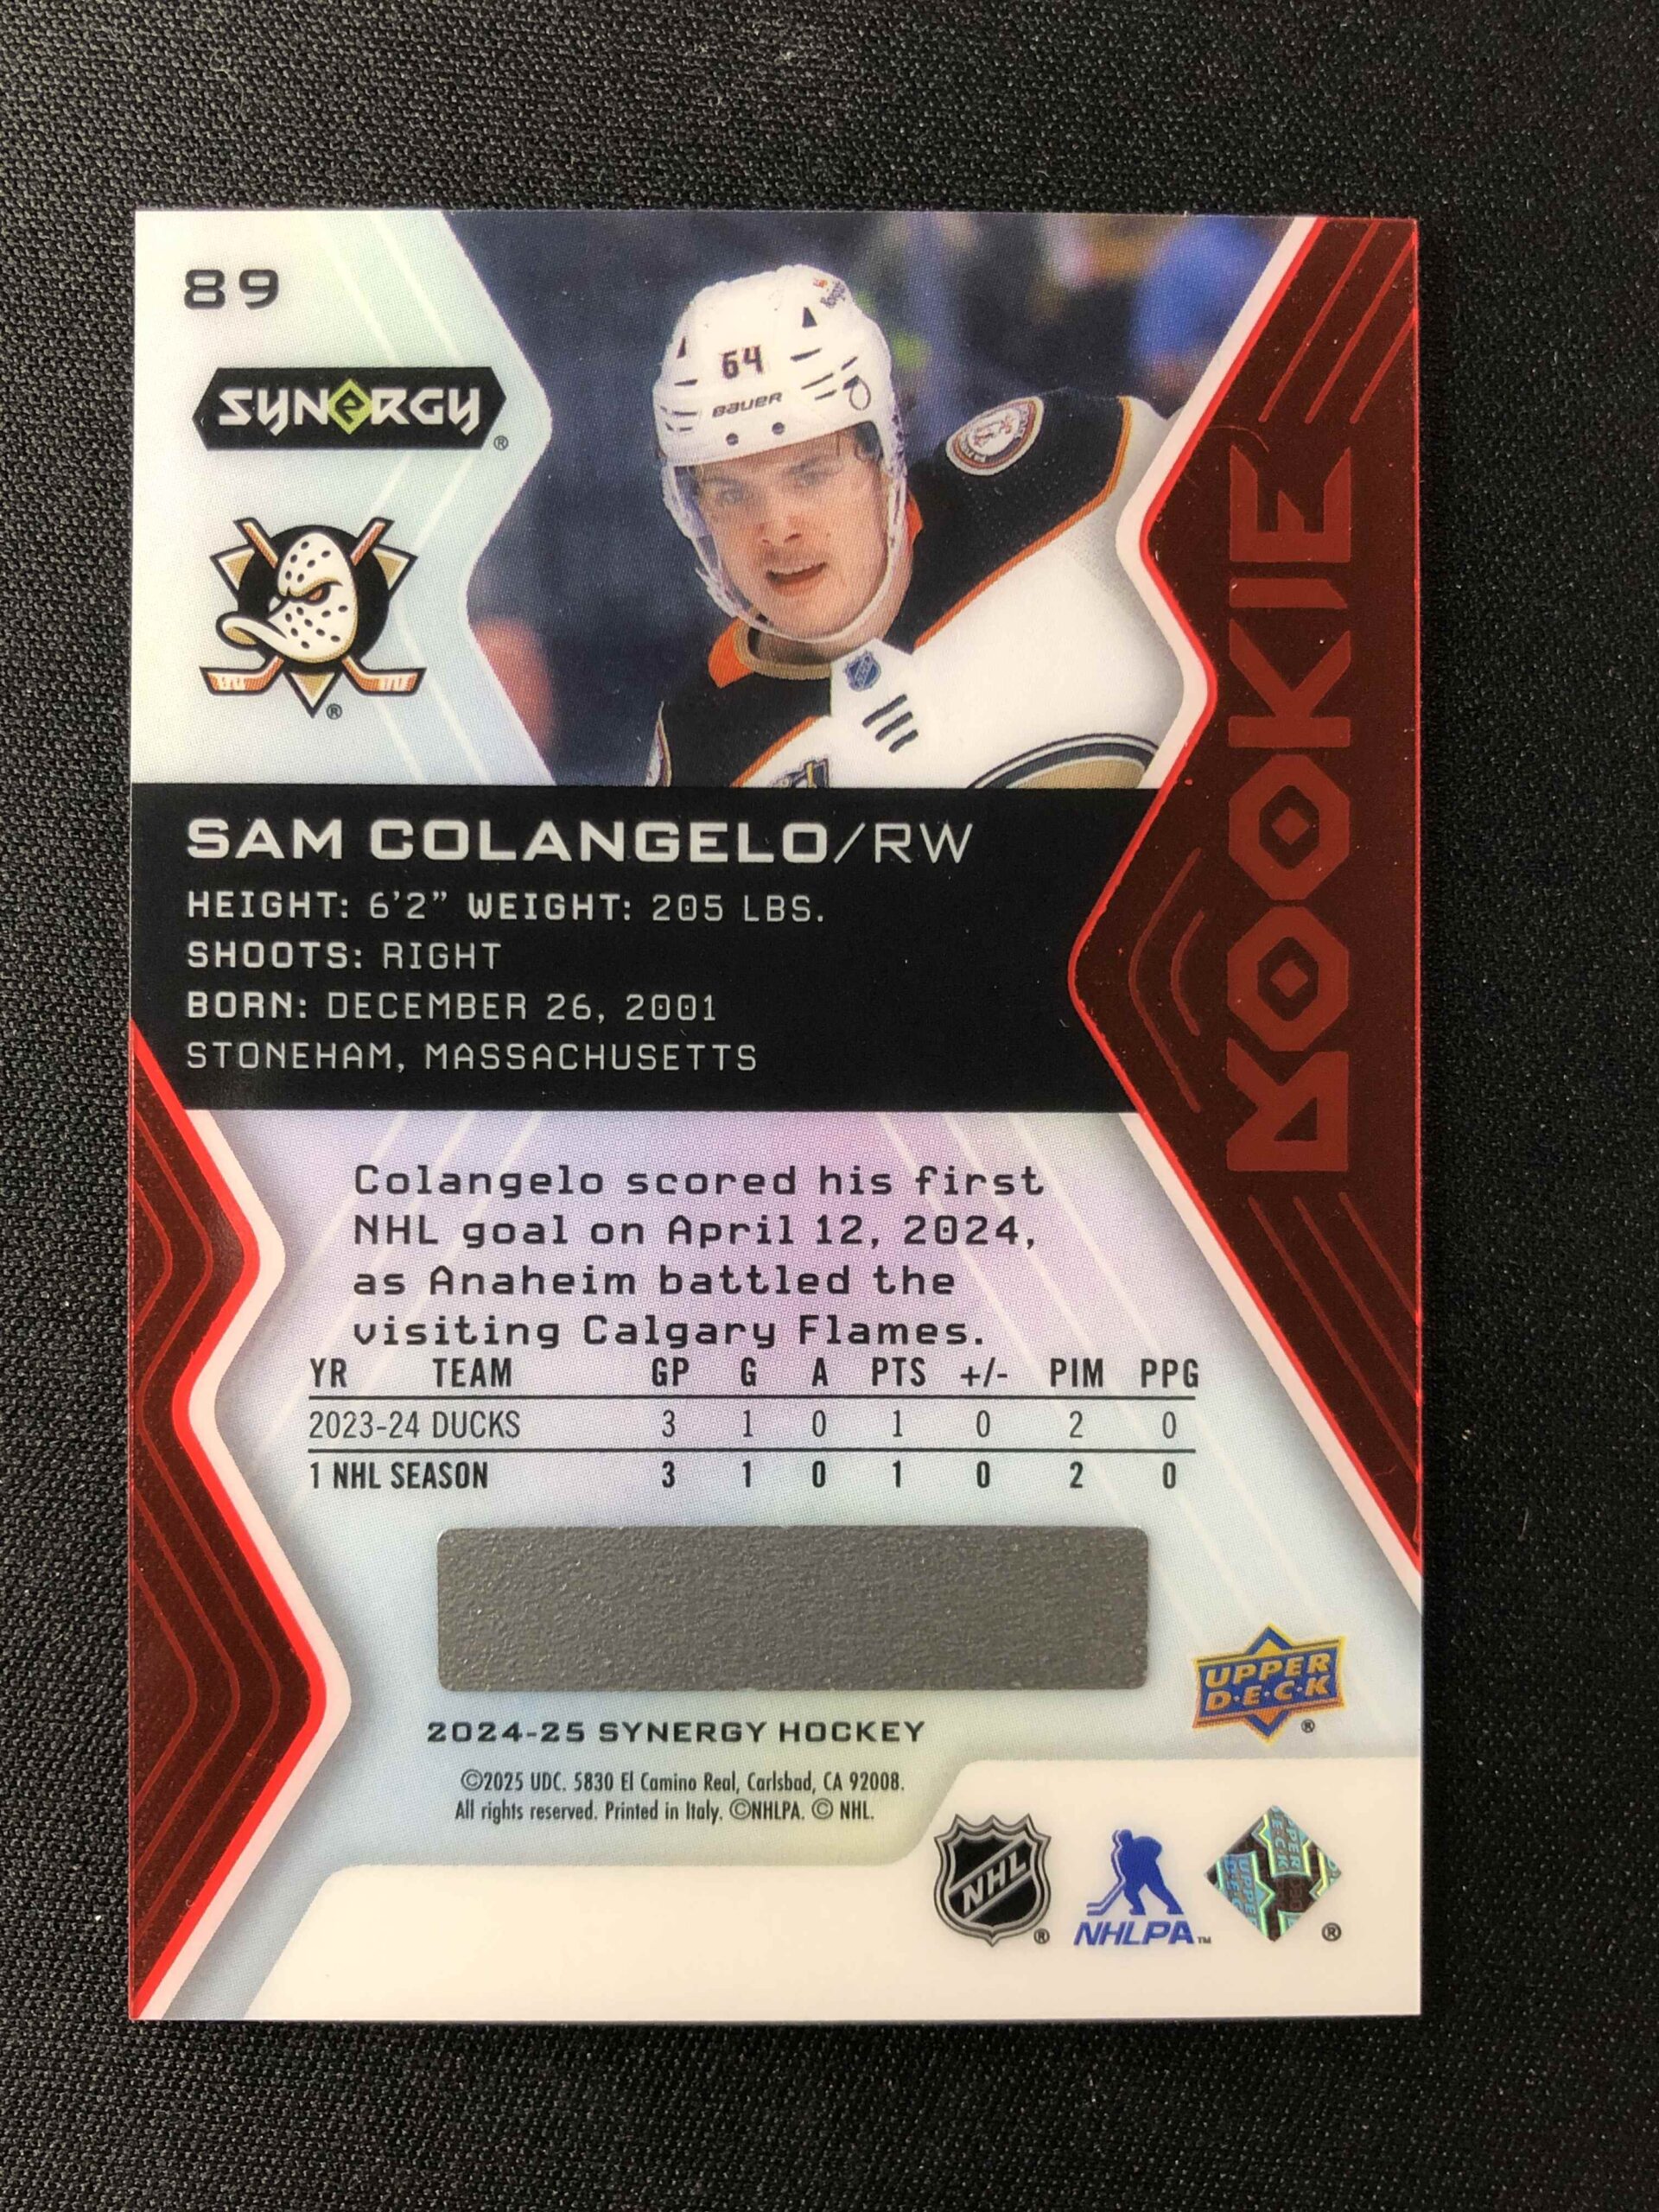 89
SYNERGY®
64
BAUER
®
ROOKIE
SAM COLANGELO/RW
HEIGHT: 6'2" WEIGHT: 205 LBS.
SHOOTS: RIGHT
BORN: DECEMBER 26, 2001
STONEHAM, MASSACHUSETTS
Colangelo scored his first
NHL goal on April 12, 2024,
as Anaheim battled the
visiting Calgary Flames.
YR TEAM GP G A PTS +/- PIM PPG
2023-24 DUCKS 3 1 0 1 0 2 0
1 NHL SEASON 3 1 0 1 0 2 0
UPPER
D·E·C·K
®
2024-25 SYNERGY HOCKEY
©2025 UDC. 5830 El Camino Real, Carlsbad, CA 92008.
All rights reserved. Printed in Italy. ©NHLPA. © NHL.
NHL®
NHLPA™
®